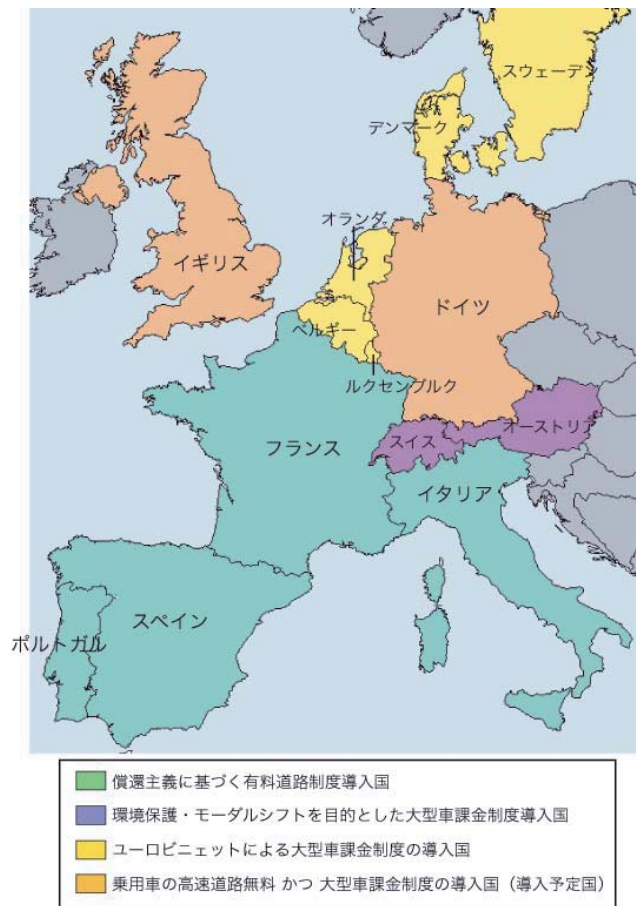 スウェーデン
デンマーク
オランダ
イギリス
ドイツ
ベルギー
ルクセンブルク
オーストリア
スイス
フランス
イタリア
スペイン
ポルトガル
償還主義に基づく有料道路制度導入国
環境保護・モーダルシフトを目的とした大型車課金制度導入国
ユーロビニェットによる大型車課金制度の導入国
乗用車の高速道路無料 かつ 大型車課金制度の導入国（導入予定国）